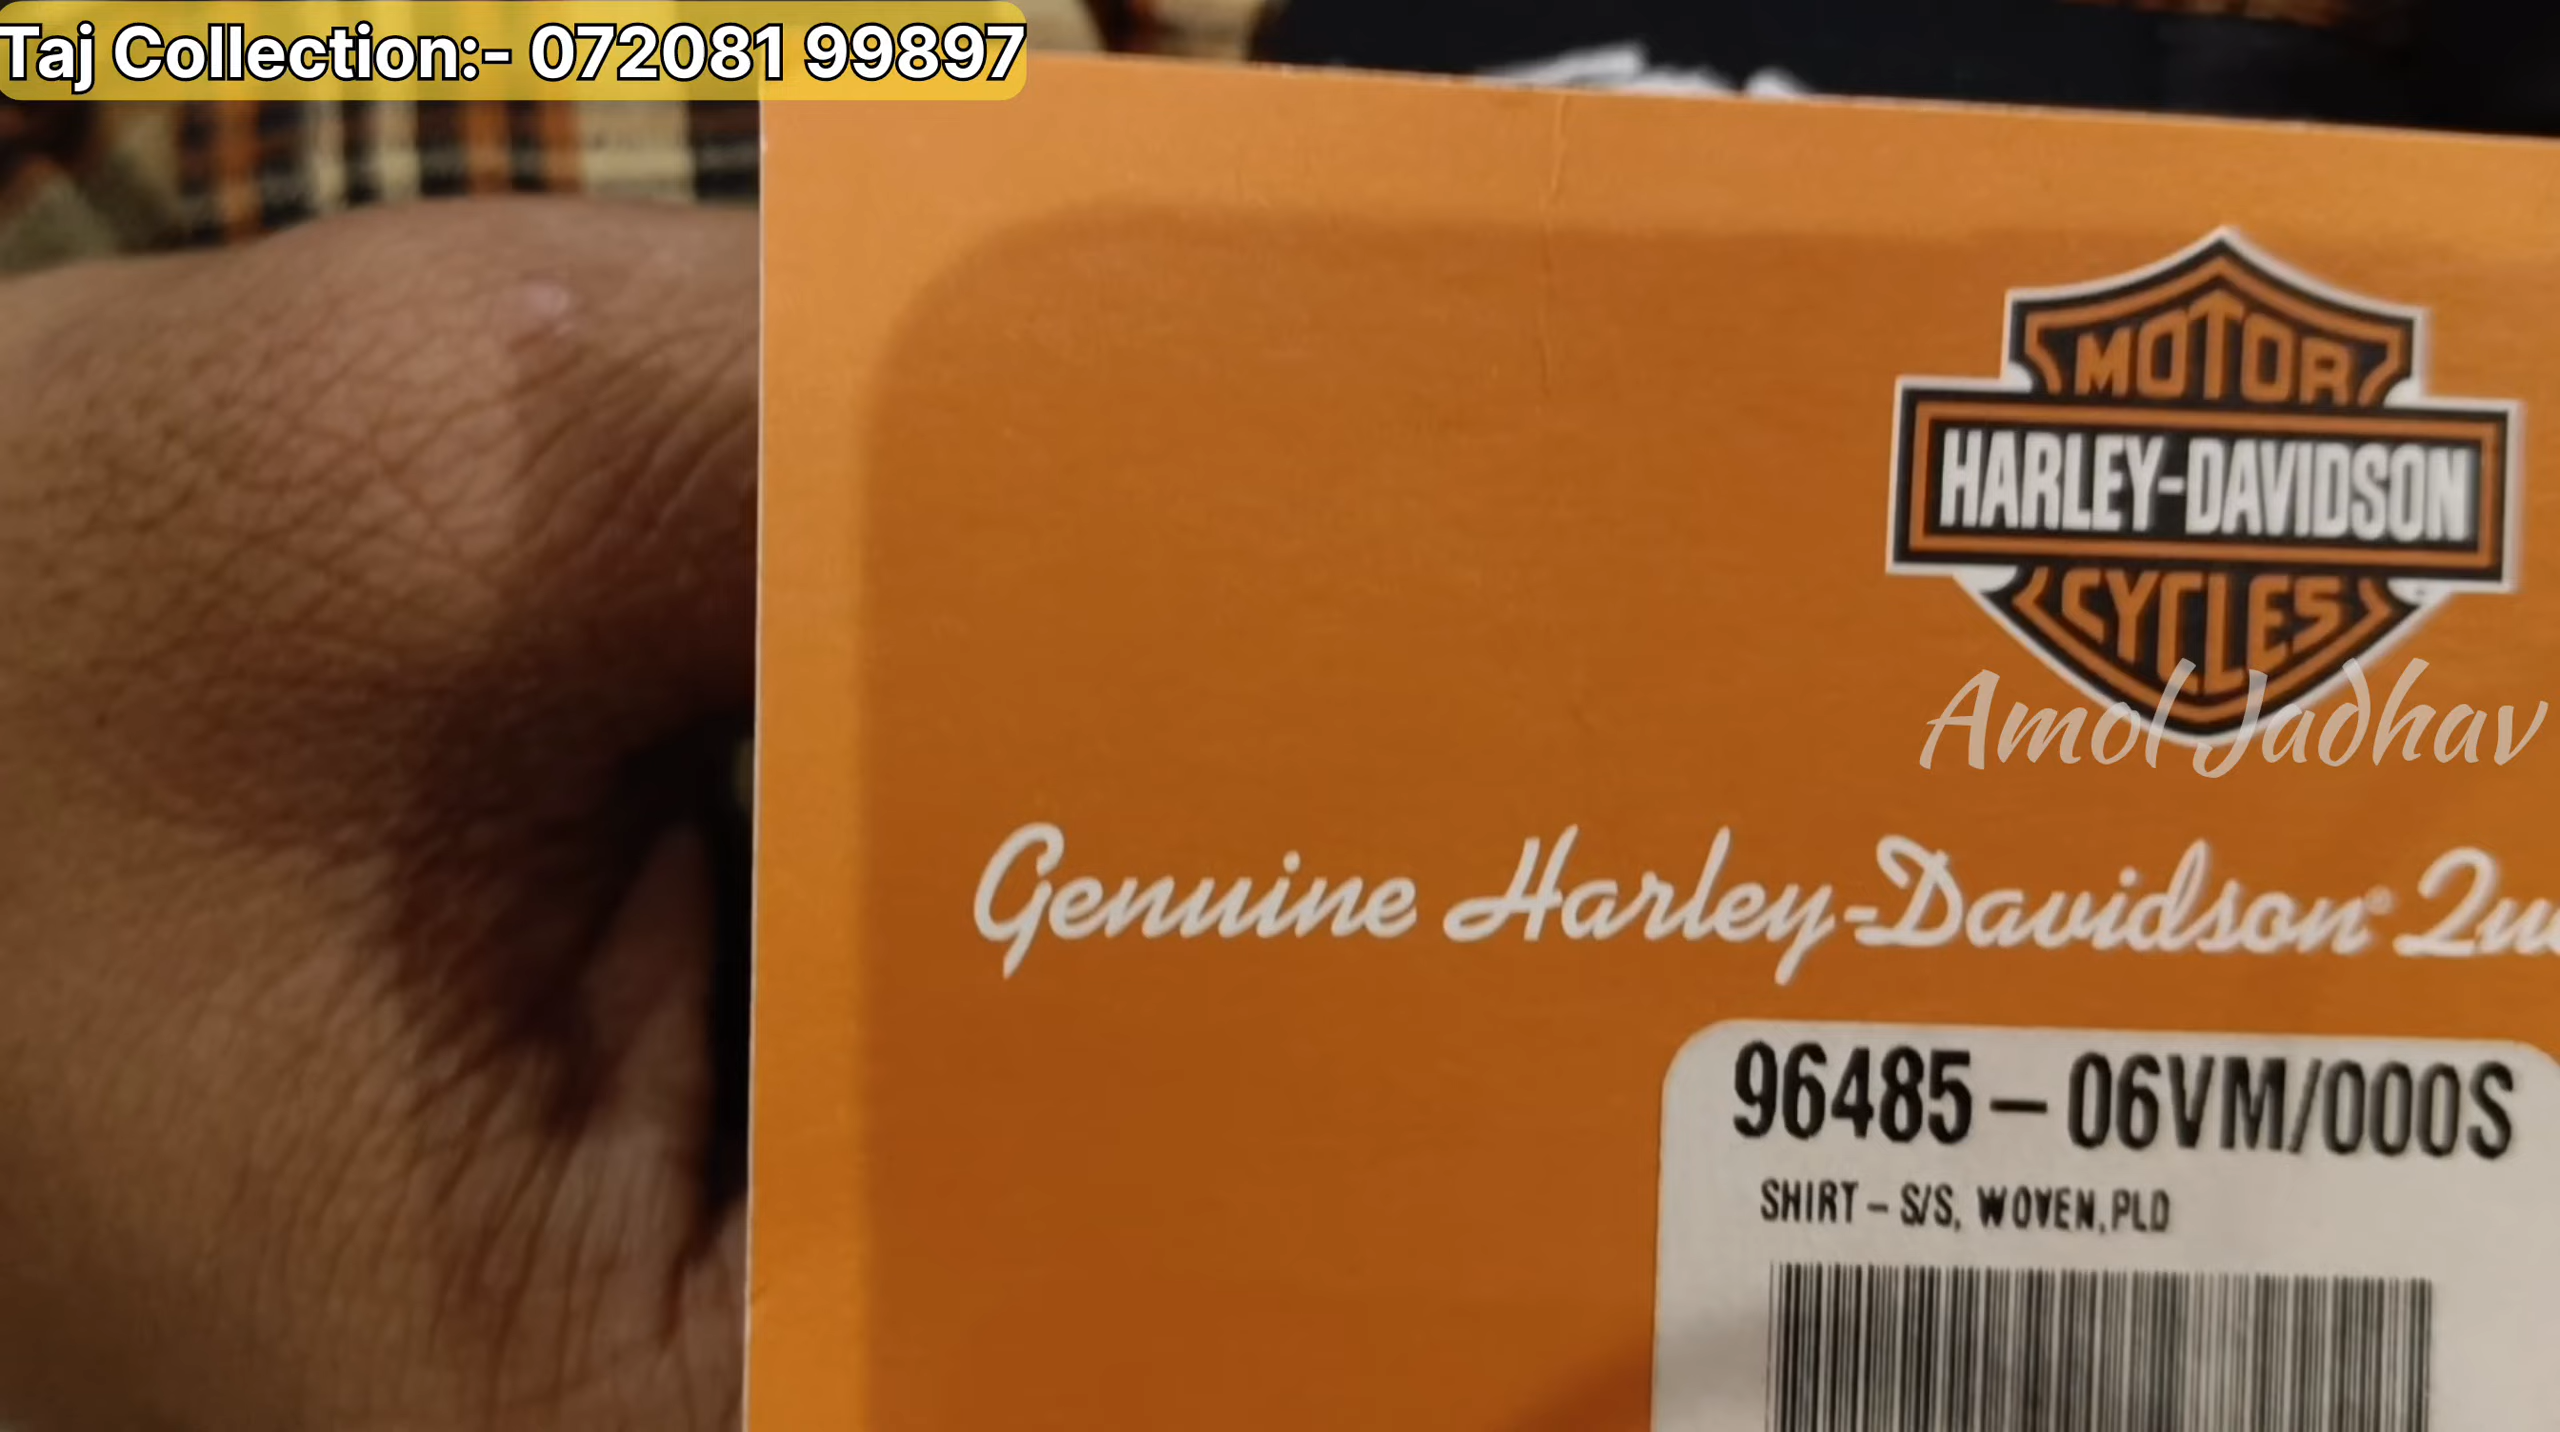 Taj Collection:- 072081 99897
MOTOR
HARLEY-DAVIDSON
CYCLES
Amol Jadhav
Genuine Harley-Davidson®
96485-06VM/000S
SHIRT-S/S, WOVEN,PLD